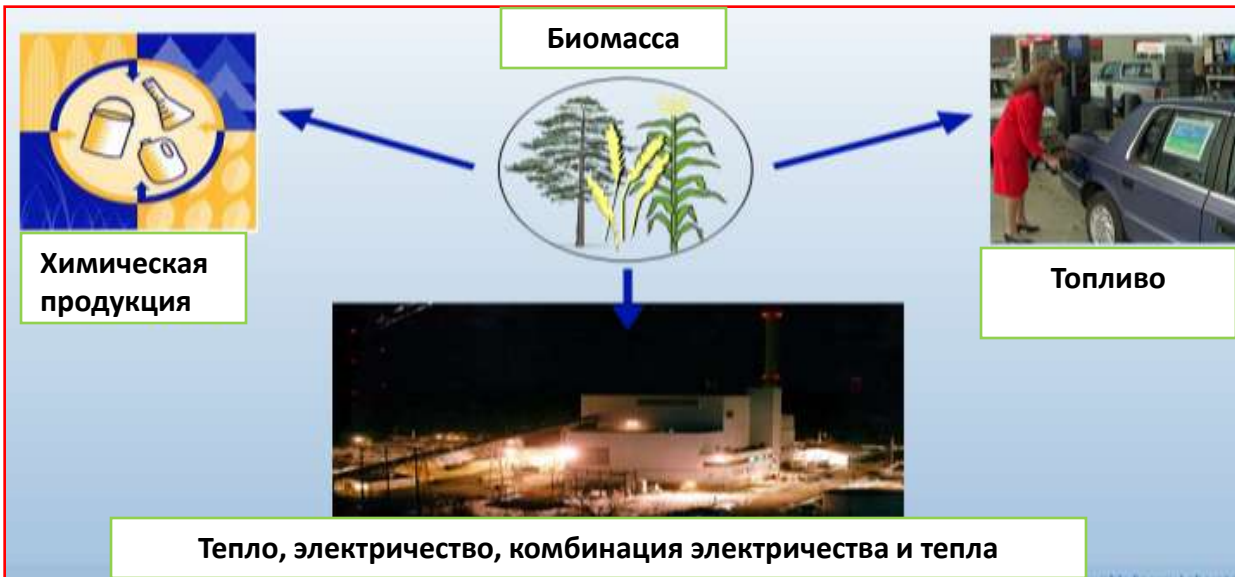 Биомасса
Химическая
продукция
Топливо
Тепло, электричество, комбинация электричества и тепла